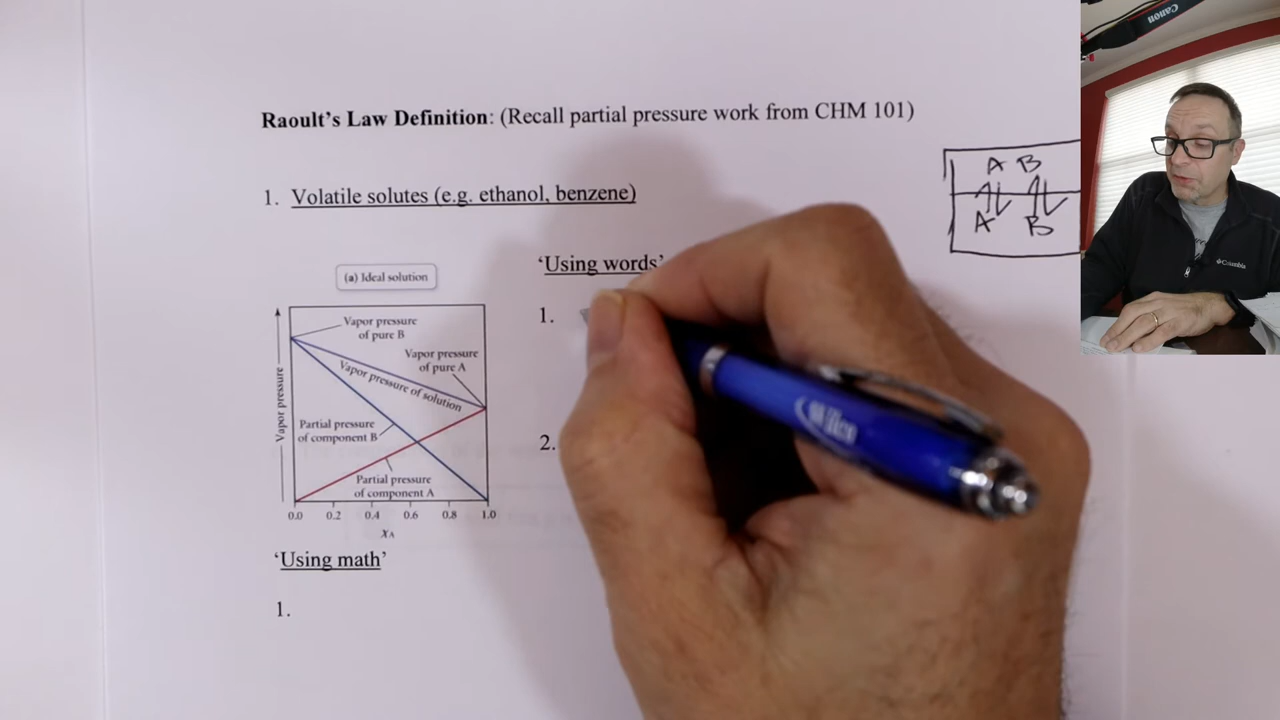 Canon
Raoult's Law Definition: (Recall partial pressure work from CHM 101)
A B
A B
1. Volatile solutes (e.g. ethanol, benzene)
Columbia
'Using words'
(a) Ideal solution
1.
Vapor pressure
of pure B
Vapor pressure
of pure A
Vapor pressure of solution
Vapor pressure
Partial pressure
of component B
2.
Partial pressure
of component A
0.0 0.2 0.4 0.6 0.8 1.0
XA
'Using math'
1.